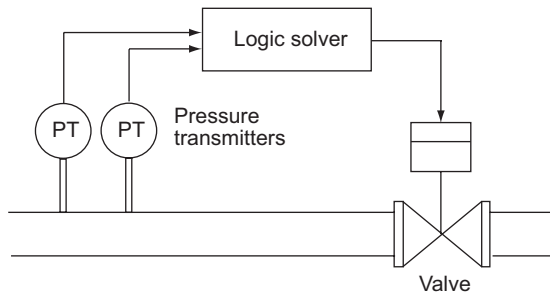 Logic solver
PT
PT
Pressure
transmitters
Valve